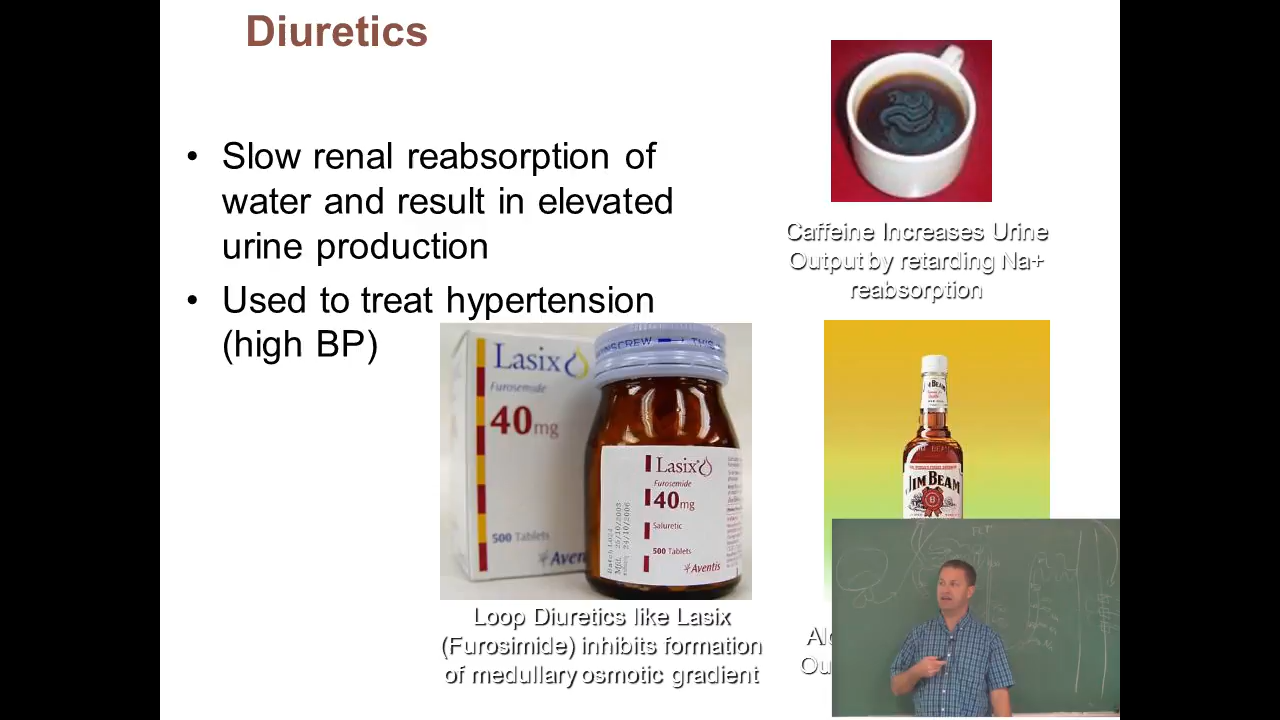 Diuretics
• Slow renal reabsorption of
water and result in elevated
urine production
• Used to treat hypertension
(high BP)
Caffeine Increases Urine
Output by retarding Na+
reabsorption
Lasix
Furosemide
40mg
500 Tablets
Aventis
Lasix
Furosemide
40mg
Saluretic
500 Tablets
Aventis
Loop Diuretics like Lasix
(Furosimide) inhibits formation
of medullary osmotic gradient
JIM BEAM
JIM BEAM